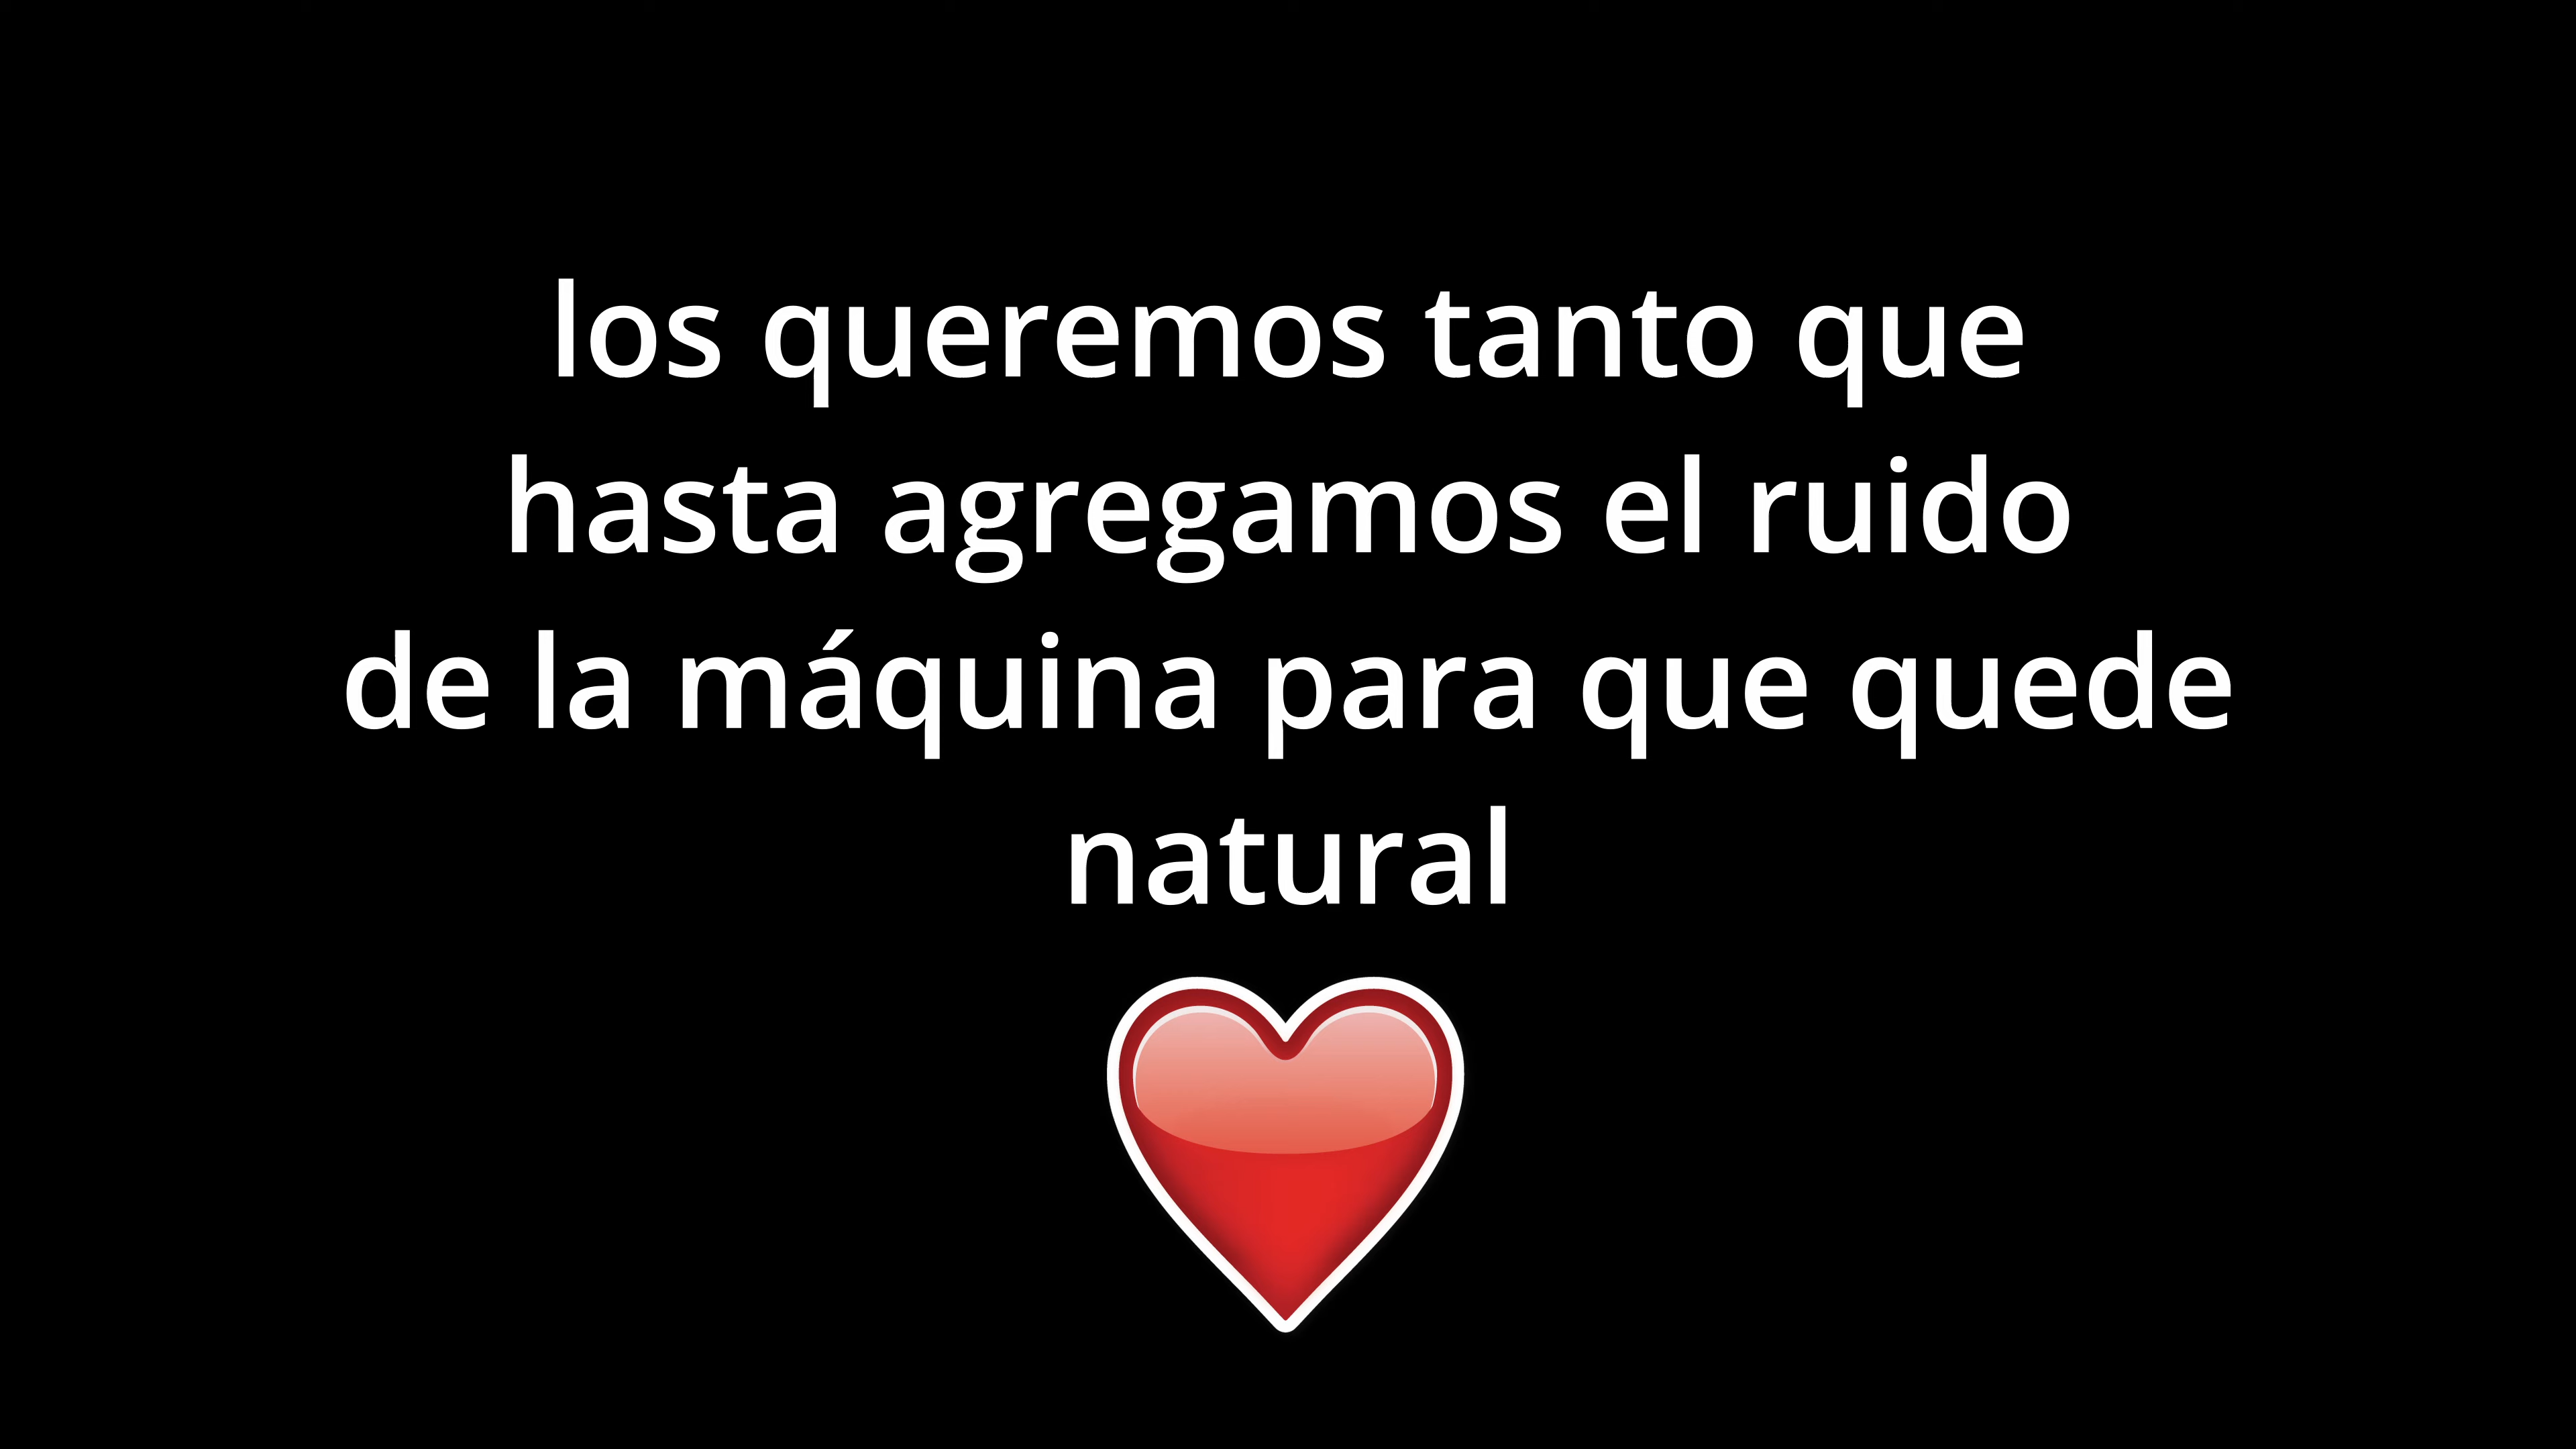 los queremos tanto que
hasta agregamos el ruido
de la máquina para que quede
natural